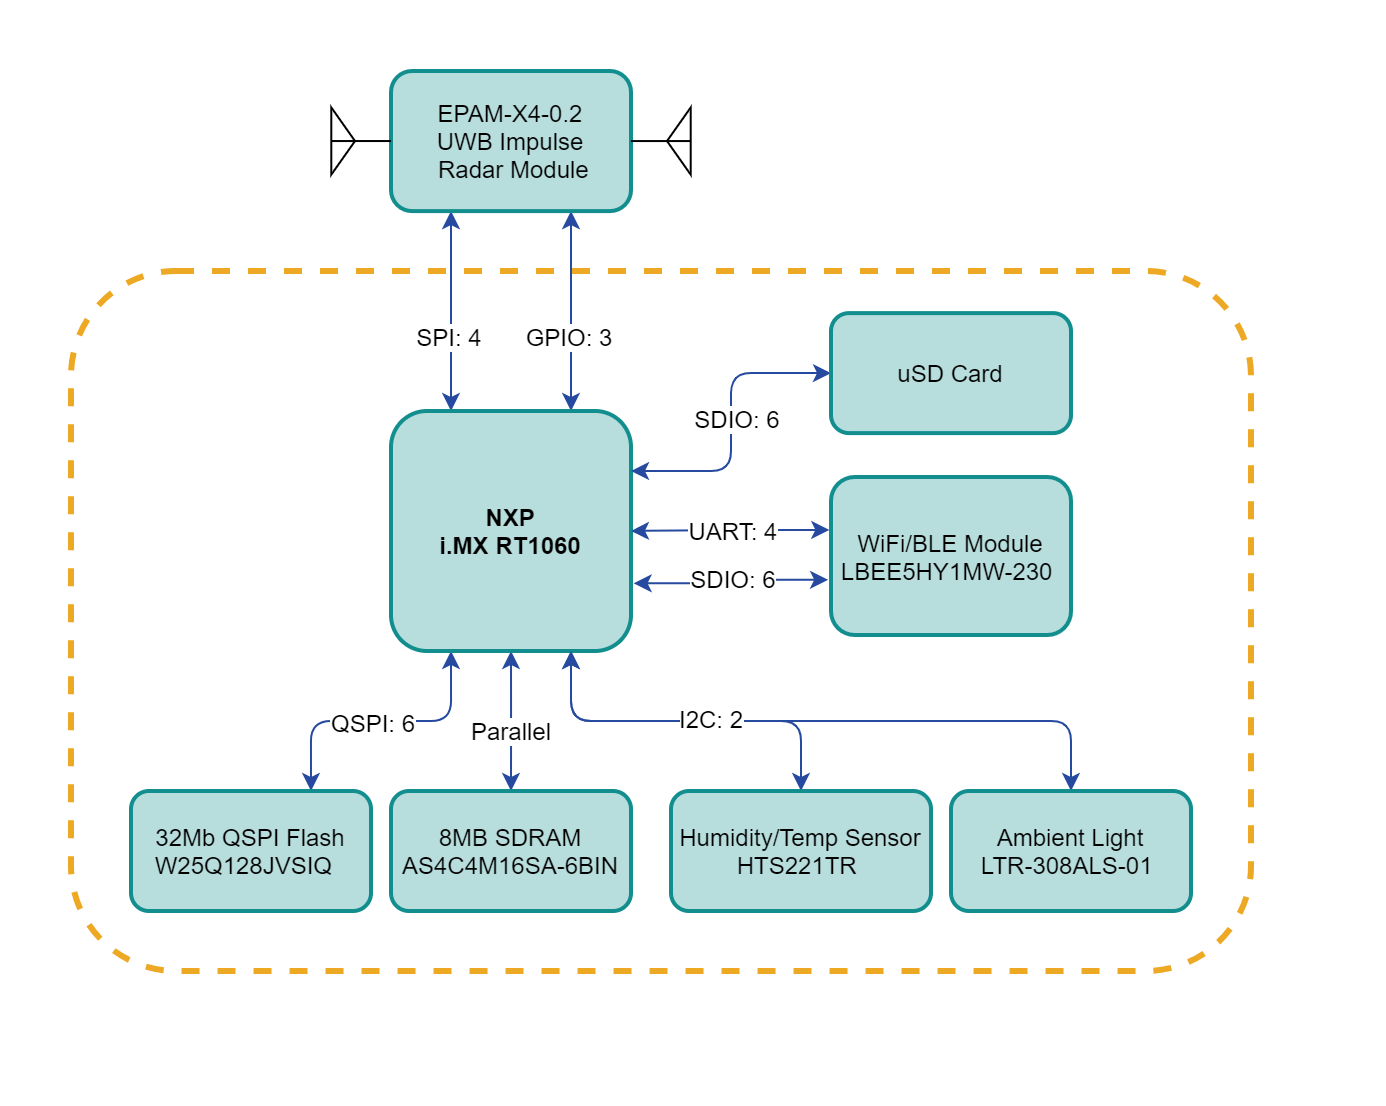 EPAM-X4-0.2
UWB Impulse
Radar Module
SPI: 4
GPIO: 3
uSD Card
SDIO: 6
NXP
i.MX RT1060
UART: 4
SDIO: 6
WiFi/BLE Module
LBEE5HY1MW-230
QSPI: 6
Parallel
I2C: 2
32Mb QSPI Flash
W25Q128JVSIQ
8MB SDRAM
AS4C4M16SA-6BIN
Humidity/Temp Sensor
HTS221TR
Ambient Light
LTR-308ALS-01